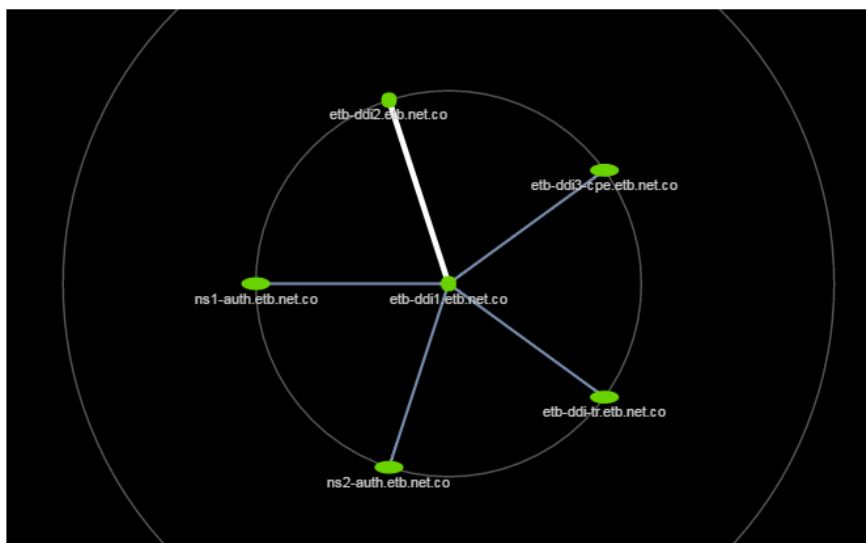 etb-ddi2.etb.net.co
etb-ddi3-cpe.etb.net.co
ns1-auth.etb.net.co
etb-ddi1.etb.net.co
etb-ddi-tr.etb.net.co
ns2-auth.etb.net.co